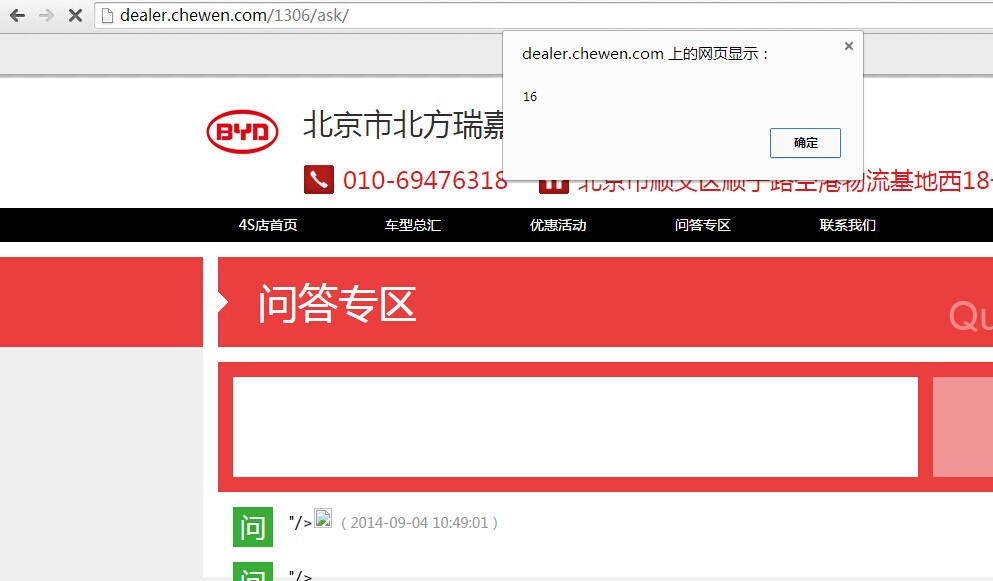 dealer.chewen.com/1306/ask/
dealer.chewen.com 上的网页显示：
16
确定
BYD
北京市北方瑞嘉
010-69476318
北京市顺义区顺于路空港物流基地西18
4S店首页 车型总汇 优惠活动 问答专区 联系我们
问答专区
Qu
问 "/> ( 2014-09-04 10:49:01 )
问 "/>